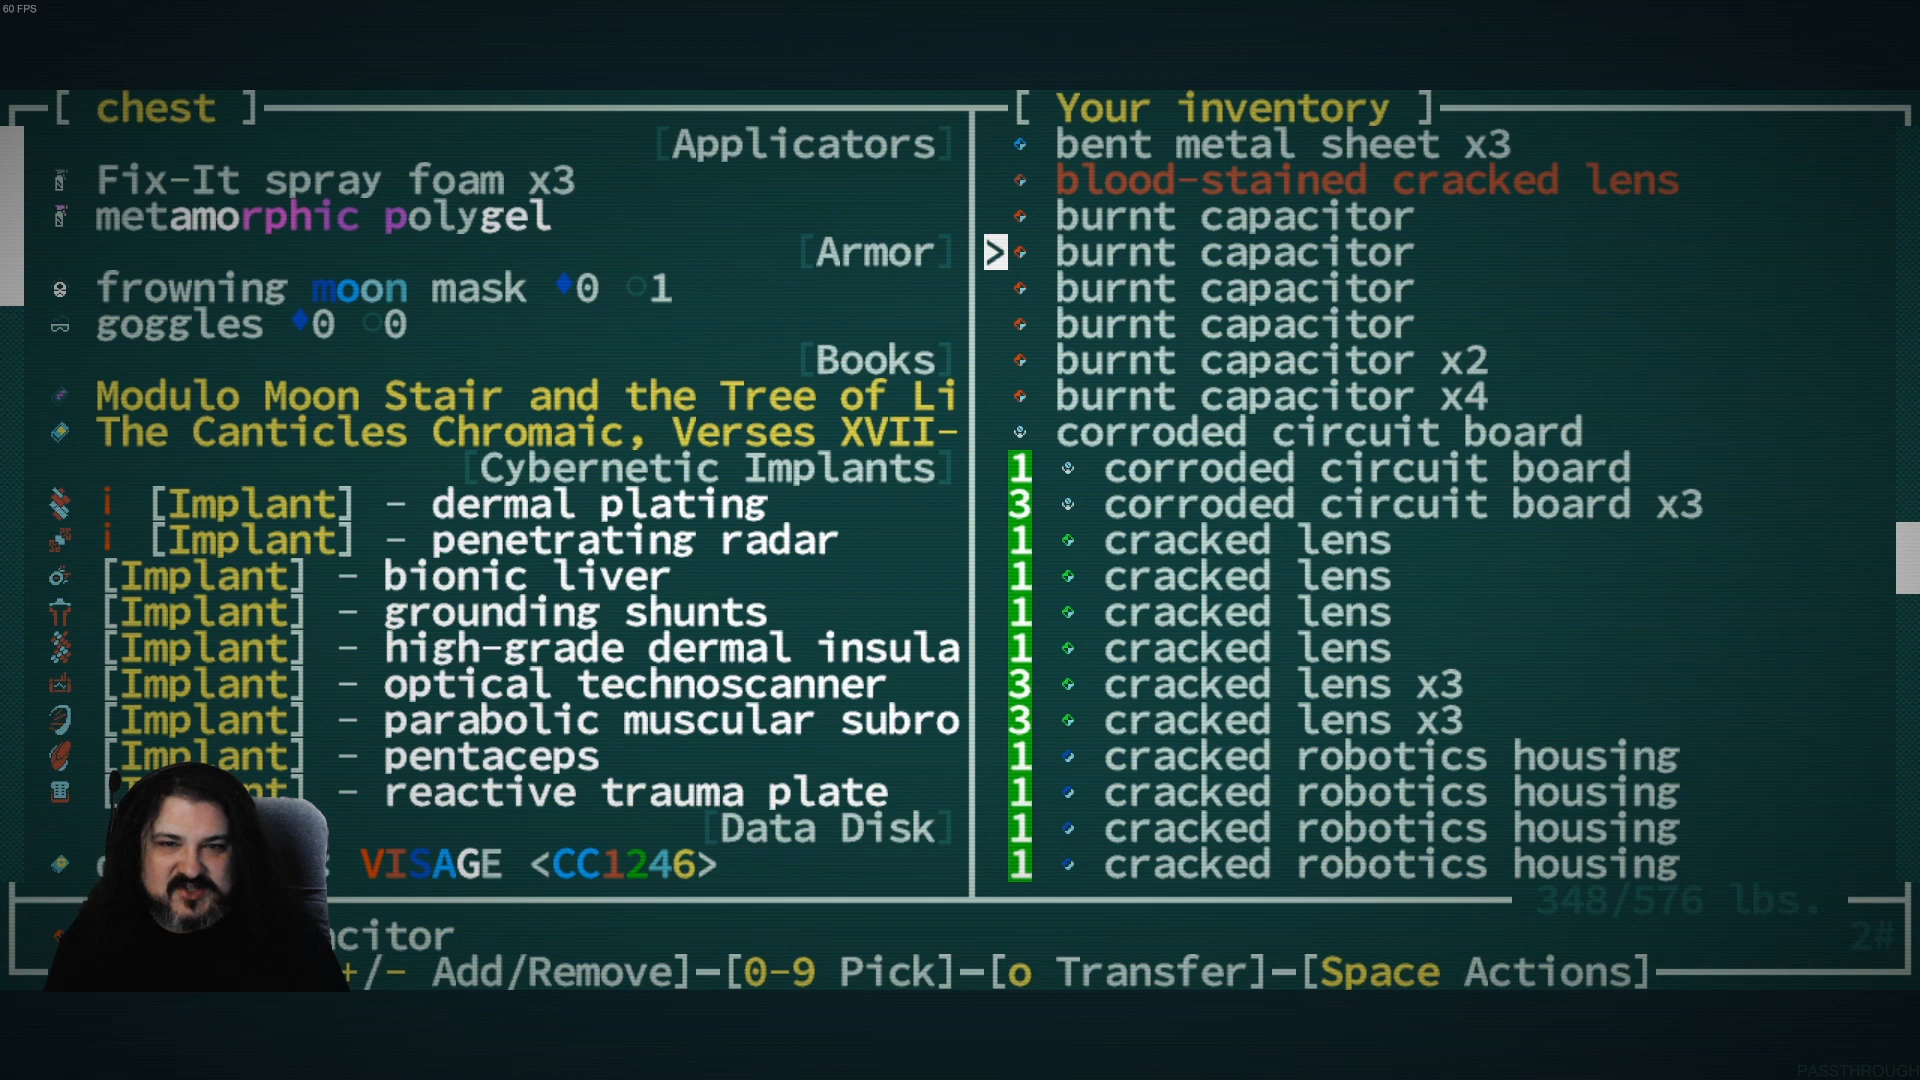 60 FPS
[ chest ]
[Applicators]
Fix-It spray foam x3
metamorphic polygel
[Armor]
frowning moon mask ♦0 ○1
goggles ♦0 ○0
[Books]
Modulo Moon Stair and the Tree of Li
The Canticles Chromaic, Verses XVII-
[Cybernetic Implants]
i [Implant] - dermal plating
i [Implant] - penetrating radar
[Implant] - bionic liver
[Implant] - grounding shunts
[Implant] - high-grade dermal insula
[Implant] - optical technoscanner
[Implant] - parabolic muscular subro
[Implant] - pentaceps
- reactive trauma plate
[Data Disk]
VISAGE <CC1246>
[ Your inventory ]
bent metal sheet x3
blood-stained cracked lens
burnt capacitor
> burnt capacitor
burnt capacitor
burnt capacitor
burnt capacitor x2
burnt capacitor x4
corroded circuit board
1 corroded circuit board
3 corroded circuit board x3
1 cracked lens
1 cracked lens
1 cracked lens
1 cracked lens
3 cracked lens x3
3 cracked lens x3
1 cracked robotics housing
1 cracked robotics housing
1 cracked robotics housing
1 cracked robotics housing
348/576 lbs.
citor
2#
+/- Add/Remove]-[0-9 Pick]-[o Transfer]-[Space Actions]
PASSTHROUGH